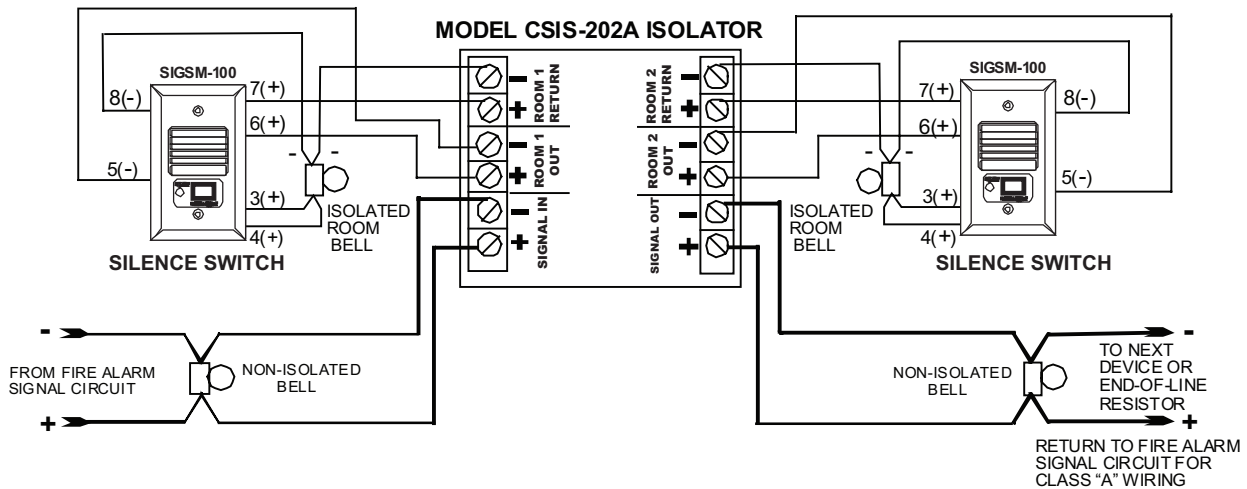 MODEL CSIS-202A ISOLATOR
SIGSM-100
8(-)
7(+)
6(+)
5(-)
3(+)
4(+)
- -
ISOLATED
ROOM
BELL
SILENCE SWITCH
-
+
ROOM 1
RETURN
-
+
ROOM 1
OUT
-
+
SIGNAL IN
-
+
ROOM 2
RETURN
-
+
ROOM 2
OUT
-
+
SIGNAL OUT
SIGSM-100
7(+)
8(-)
6(+)
5(-)
3(+)
4(+)
- -
ISOLATED
ROOM
BELL
SILENCE SWITCH
-
FROM FIRE ALARM
SIGNAL CIRCUIT
+
NON-ISOLATED
BELL
NON-ISOLATED
BELL
-
TO NEXT
DEVICE OR
END-OF-LINE
RESISTOR
+
RETURN TO FIRE ALARM
SIGNAL CIRCUIT FOR
CLASS “A” WIRING